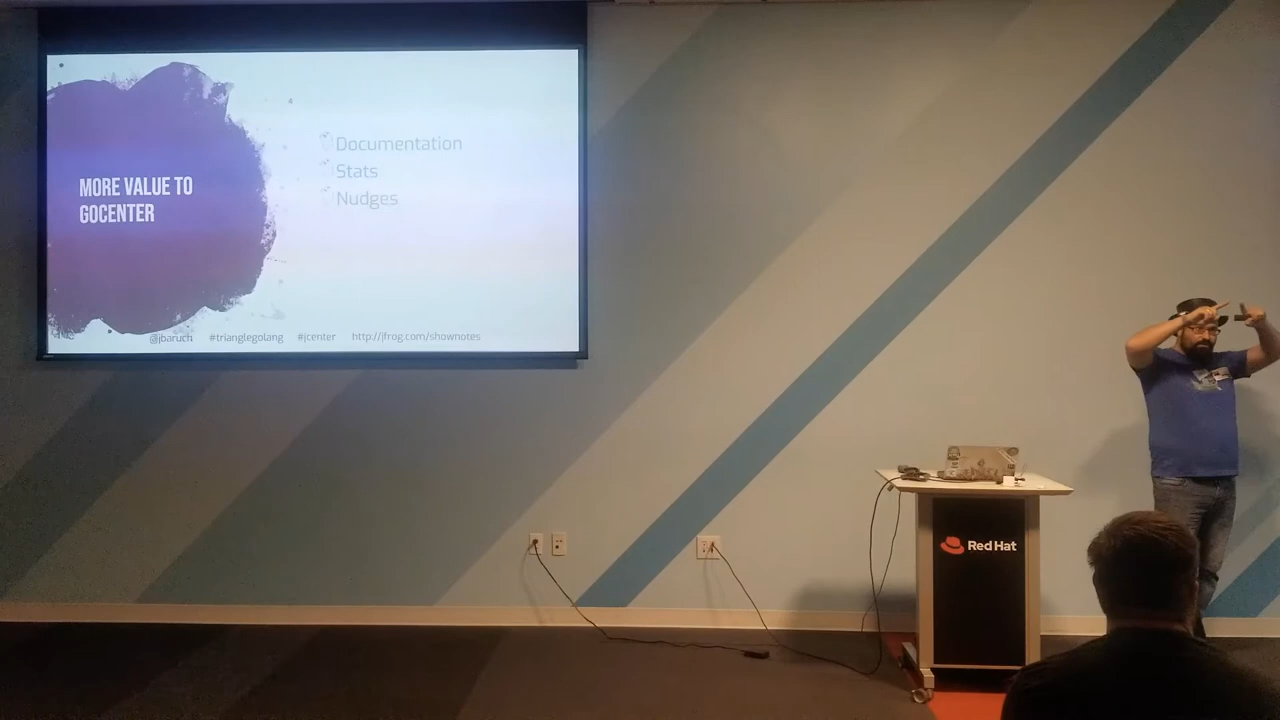 MORE VALUE TO
GOCENTER
Documentation
Stats
Nudges
@jbaruch #trianglegolang #jcenter http://jfrog.com/shownotes
Red Hat